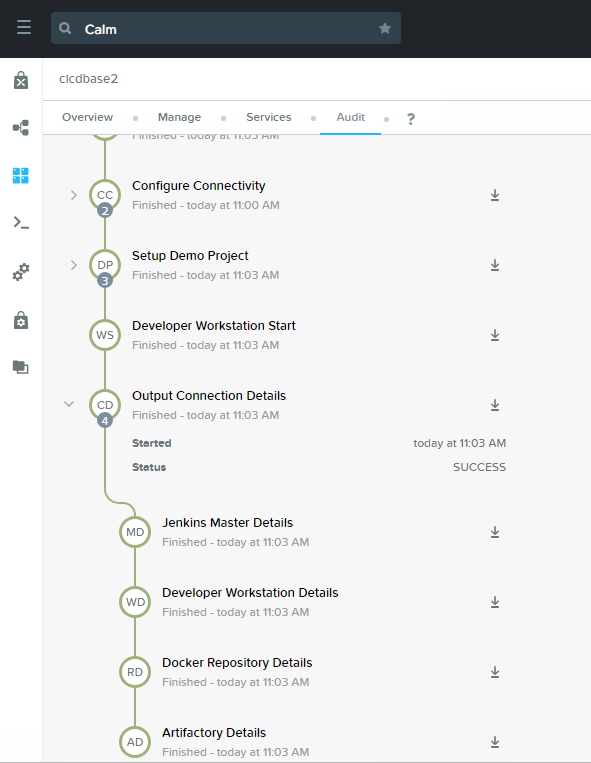 Calm
cicdbase2
Overview
Manage
Services
Audit
?
Finished - today at 11:03 AM
CC
2
Configure Connectivity
Finished - today at 11:00 AM
DP
3
Setup Demo Project
Finished - today at 11:03 AM
WS
Developer Workstation Start
Finished - today at 11:03 AM
CD
4
Output Connection Details
Finished - today at 11:03 AM
Started today at 11:03 AM
Status SUCCESS
MD
Jenkins Master Details
Finished - today at 11:03 AM
WD
Developer Workstation Details
Finished - today at 11:03 AM
RD
Docker Repository Details
Finished - today at 11:03 AM
AD
Artifactory Details
Finished - today at 11:03 AM